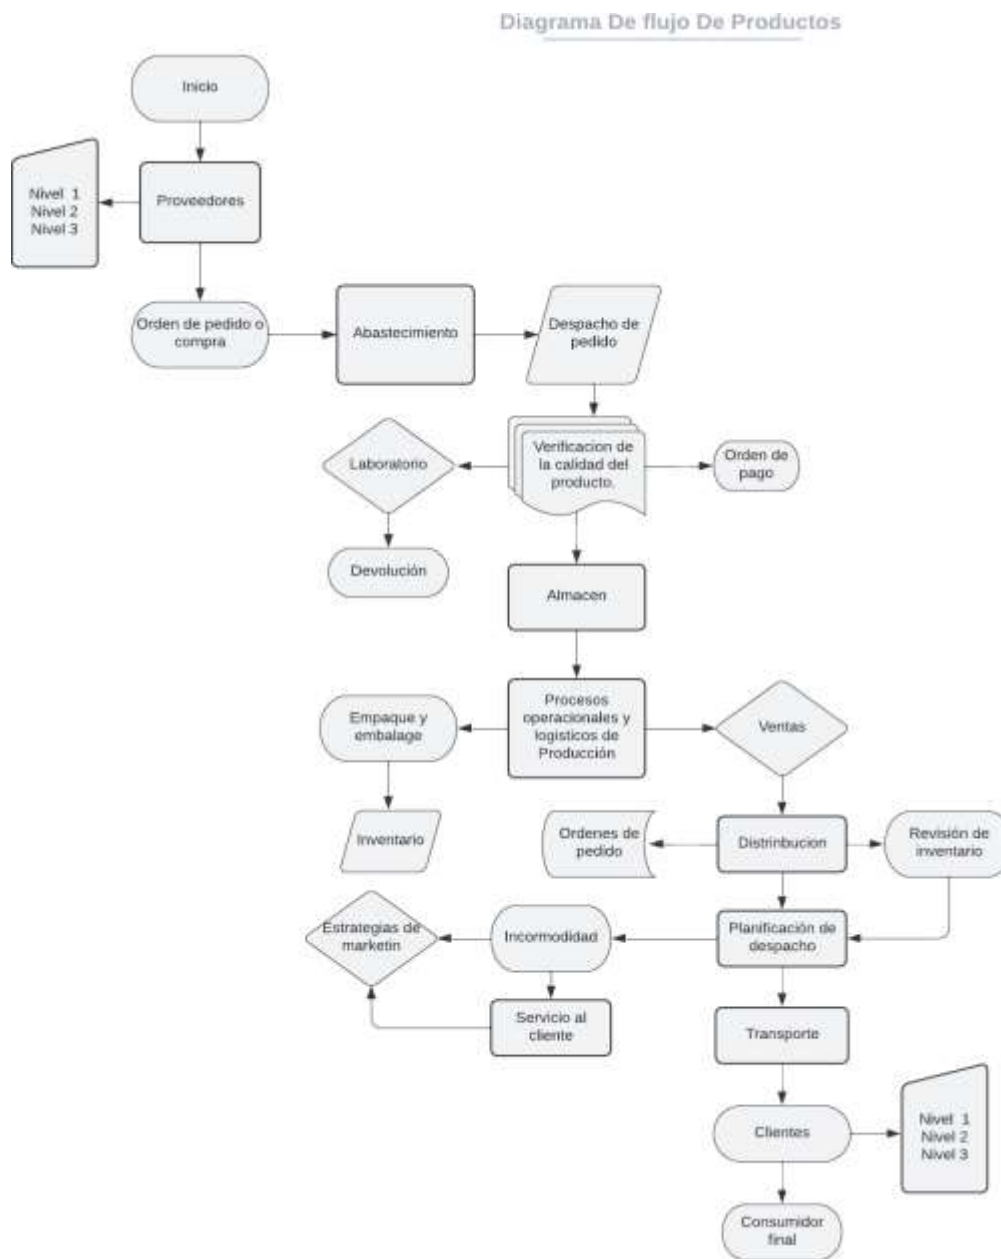 Diagrama De flujo De Productos
Inicio
Nivel 1
Nivel 2
Nivel 3
Proveedores
Orden de pedido o
compra
Abastecimiento
Despacho de
pedido
Laboratorio
Verificacion de
la calidad del
producto.
Orden de
pago
Devolución
Almacen
Empaque y
embalage
Procesos
operacionales y
logísticos de
Producción
Ventas
Inventario
Ordenes de
pedido
Distrinbucion
Revisión de
inventario
Estrategias de
marketin
Incormodidad
Planificación de
despacho
Servicio al
cliente
Transporte
Clientes
Nivel 1
Nivel 2
Nivel 3
Consumidor
final